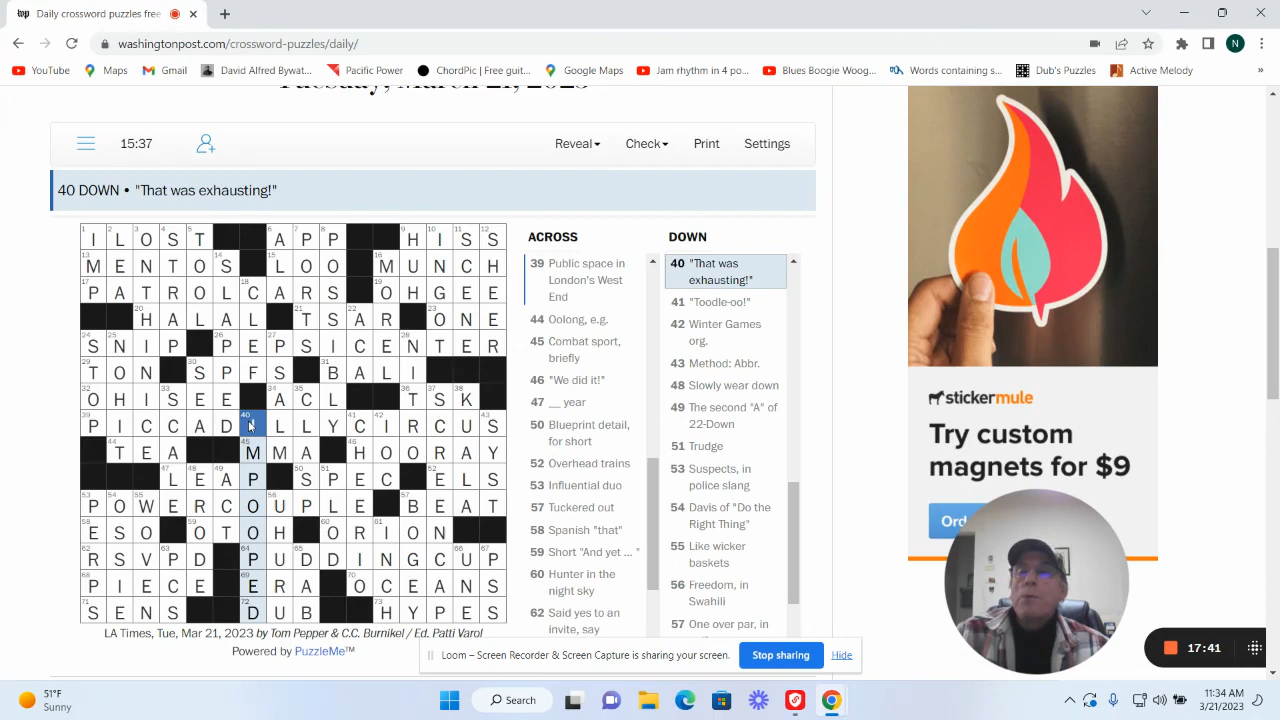 Daily crosswords free
washingtonpost.com/crossword-puzzles/daily/
N
YouTube Maps Gmail David Alfred Bywat... Pacific Power ChordPic | Free guit... Google Maps Jam rhythm in 4 po... Blues Boogie Woog... Words containing s... Dub's Puzzles Active Melody »
Tuesday, March 21, 2023
15:37 Reveal Check Print Settings
40 DOWN • "That was exhausting!"
I L O S T A P P H I S S
M E N T O S L O O M U N C H
P A T R O L C A R S O H G E E
H A L A L T S A R O N E
S N I P P E P S I C E N T E R
T O N S P F S B A L I
O H I S E E A C L T S K
P I C C A D L L Y C I R C U S
T E A M M A H O O R A Y
L E A P S P E C E L S
P O W E R C O U P L E B E A T
E S O O T O H O R I O N
R S V P D P U D D I N G C U P
P I E C E E R A O C E A N S
S E N S D U B H Y P E S
LA Times, Tue, Mar 21, 2023 by Tom Pepper & C.C. Burnikel / Ed. Patti Varol
Powered by PuzzleMe™
ACROSS
39 Public space in
London's West
End
44 Oolong, e.g.
45 Combat sport,
briefly
46 "We did it!"
47 __ year
50 Blueprint detail,
for short
52 Overhead trains
53 Influential duo
57 Tuckered out
58 Spanish "that"
59 Short "And yet ... "
60 Hunter in the
night sky
62 Said yes to an
invite, say
DOWN
40 "That was
exhausting!"
41 "Toodle-oo!"
42 Winter Games
org.
43 Method: Abbr.
48 Slowly wear down
49 The second "A" of
22-Down
51 Trudge
53 Suspects, in
police slang
54 Davis of "Do the
Right Thing"
55 Like wicker
baskets
56 Freedom, in
Swahili
57 One over par, in
stickermule
Try custom
magnets for $9
Loom – Screen Recorder & Screen Capture is sharing your screen. Stop sharing Hide
17:41
51°F
Sunny
Search
11:34 AM
3/21/2023